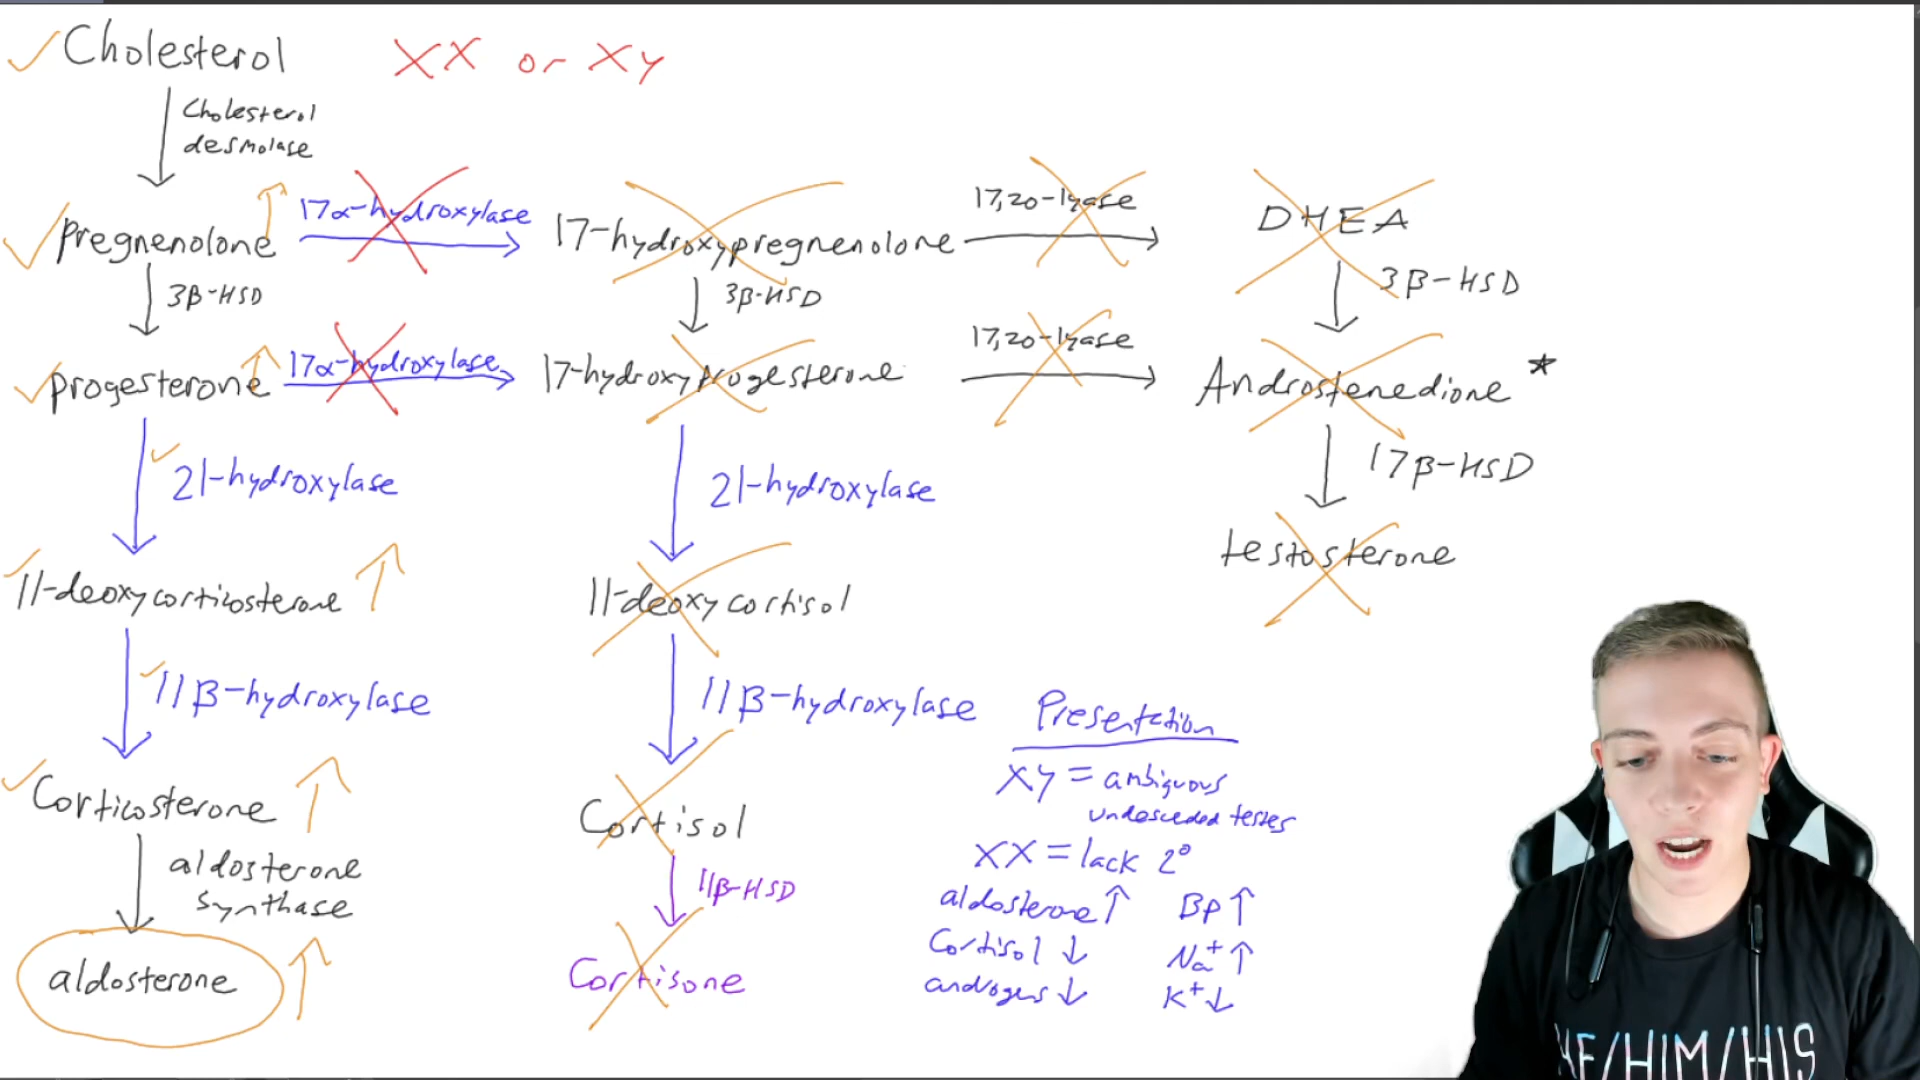 Cholesterol
XX or Xy
Cholesterol
desmolase
pregnenolone
17α-hydroxylase
17-hydroxypregnenolone
17,20-lyase
DHEA
3β-HSD
3β-HSD
3β-HSD
progesterone
17α-hydroxylase
17-hydroxyprogesterone
17,20-lyase
Androstenedione *
21-hydroxylase
21-hydroxylase
17β-HSD
11-deoxycorticosterone
11-deoxycortisol
testosterone
11β-hydroxylase
11β-hydroxylase
Corticosterone
aldosterone
synthase
aldosterone
Cortisol
11β-HSD
Cortisone
Presentation
XY = ambiguous
undesceded testes
XX = lack 2°
aldosterone ↑ BP ↑
Cortisol ↓ Na+ ↑
androgens ↓ K+ ↓
HE/HIM/HIS